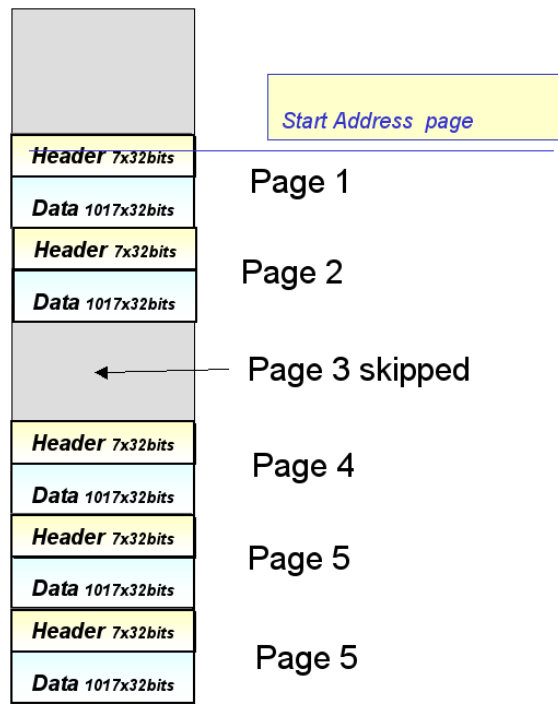 Start Address page
Header 7x32bits
Page 1
Data 1017x32bits
Header 7x32bits
Page 2
Data 1017x32bits
Page 3 skipped
Header 7x32bits
Page 4
Data 1017x32bits
Header 7x32bits
Page 5
Data 1017x32bits
Header 7x32bits
Page 5
Data 1017x32bits